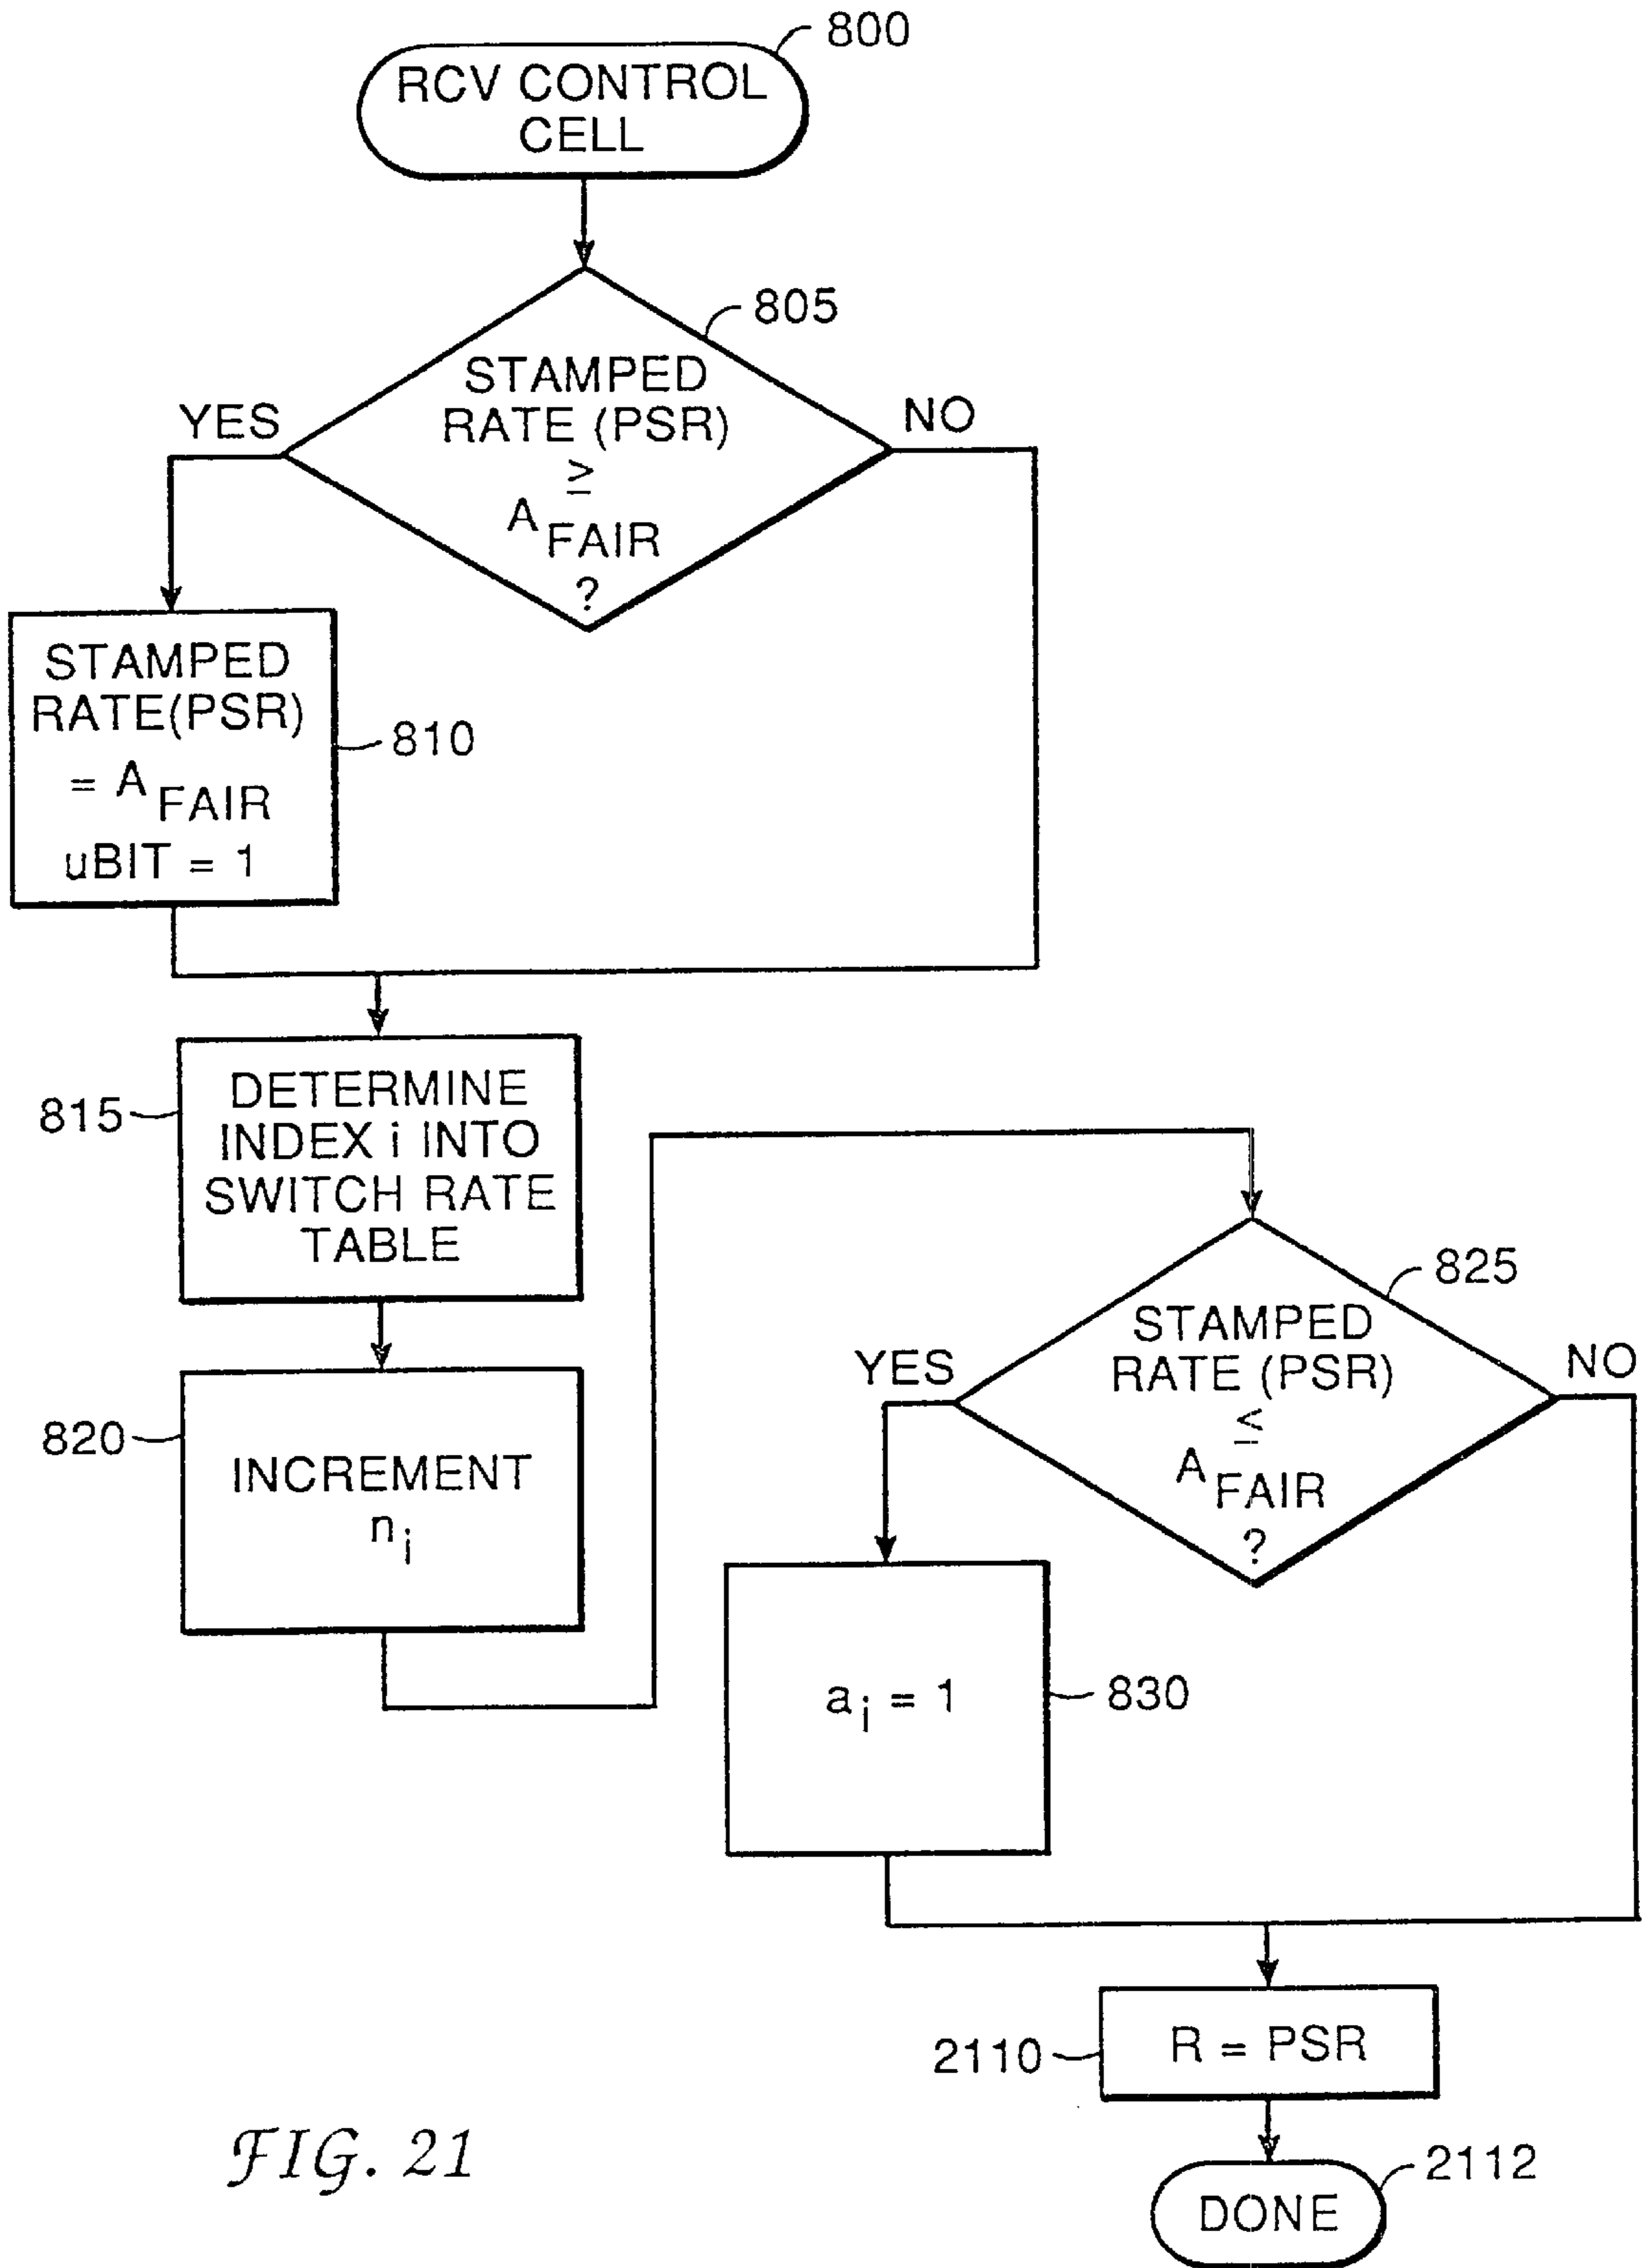 800
RCV CONTROL
CELL
805
STAMPED
RATE (PSR)
≥
A FAIR
?
YES
NO
STAMPED
RATE(PSR)
= A FAIR
uBIT = 1
810
815
DETERMINE
INDEX i INTO
SWITCH RATE
TABLE
820
INCREMENT
n i
825
STAMPED
RATE (PSR)
≤
A FAIR
?
YES
NO
a i = 1
830
2110
R = PSR
2112
DONE
FIG. 21